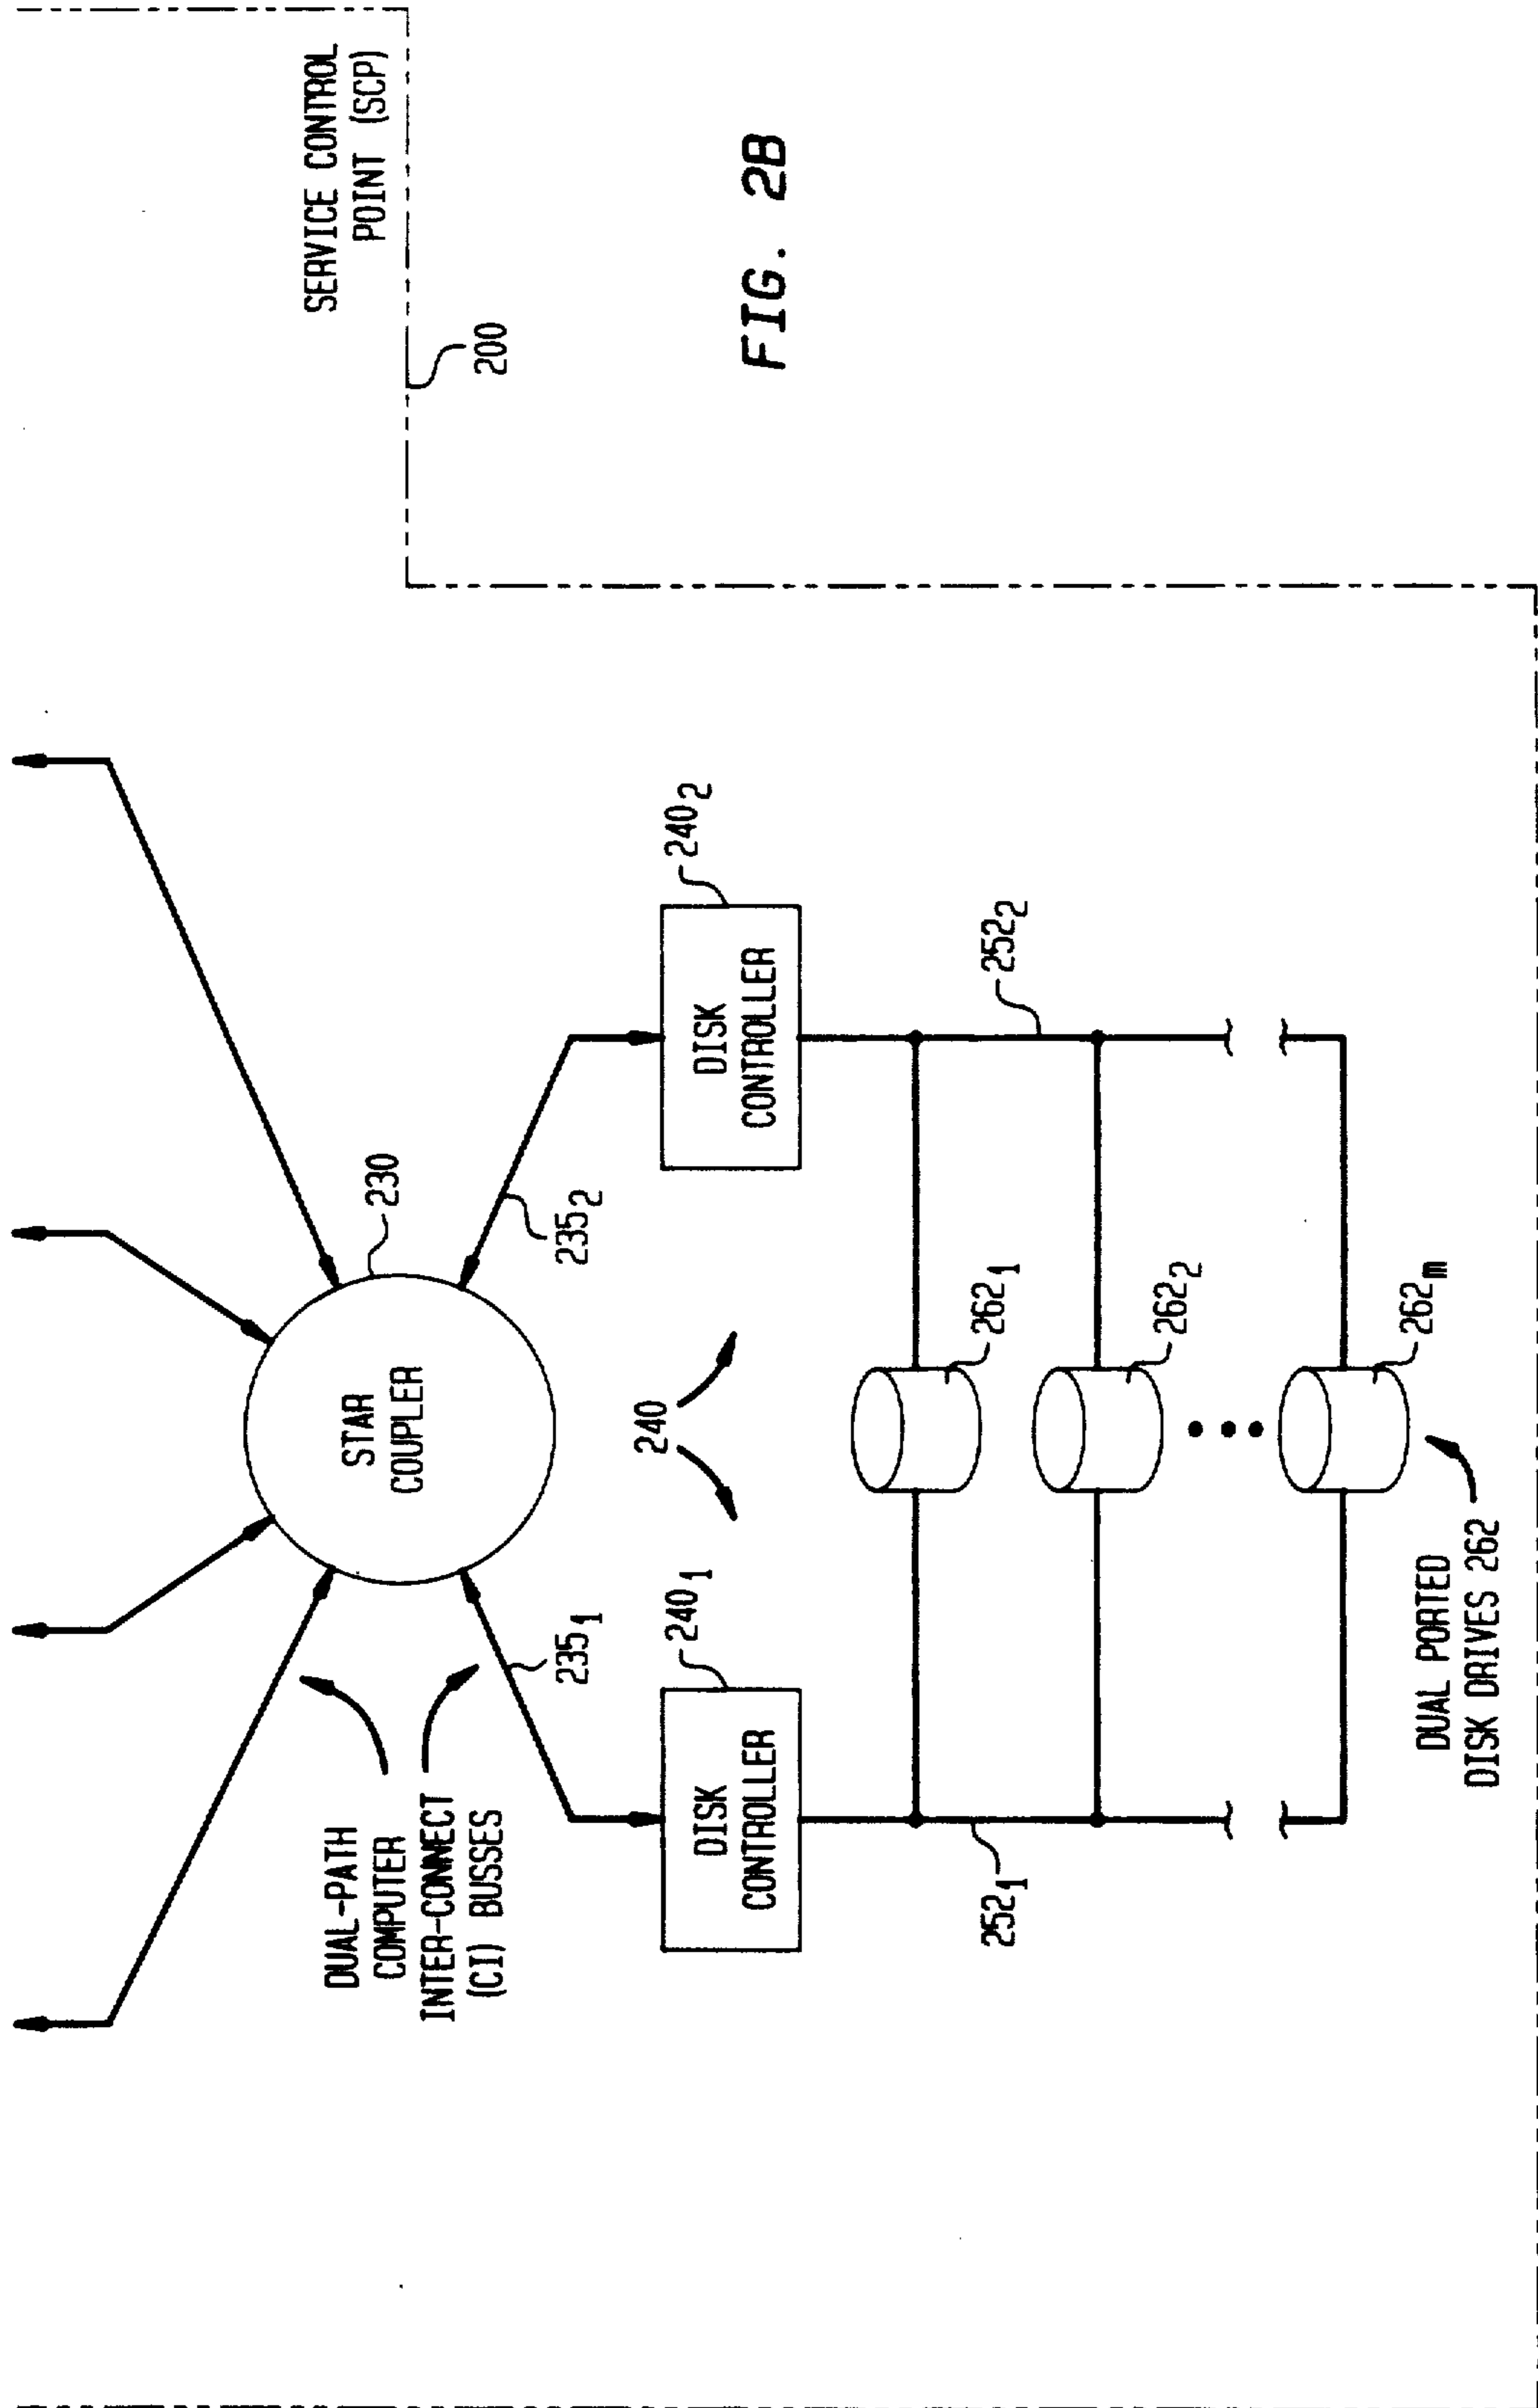 SERVICE CONTROL
POINT (SCP)
200
FIG. 2B
230
STAR
COUPLER
DUAL-PATH
COMPUTER
INTER-CONNECT
(CI) BUSSES
235₁
235₂
240
240₁
240₂
DISK
CONTROLLER
DISK
CONTROLLER
252₁
252₂
262₁
262₂
262ₘ
DUAL PORTED
DISK DRIVES 262